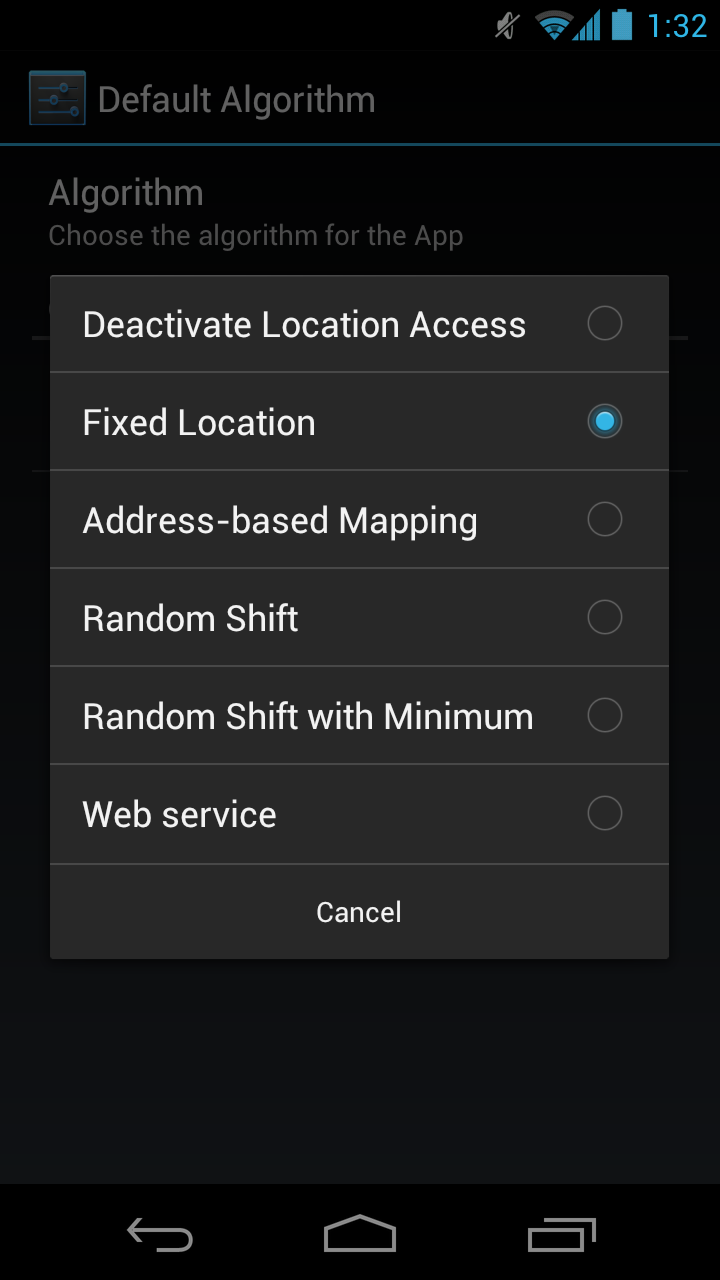 1:32
Default Algorithm
Algorithm
Choose the algorithm for the App
Deactivate Location Access
Fixed Location
Address-based Mapping
Random Shift
Random Shift with Minimum
Web service
Cancel